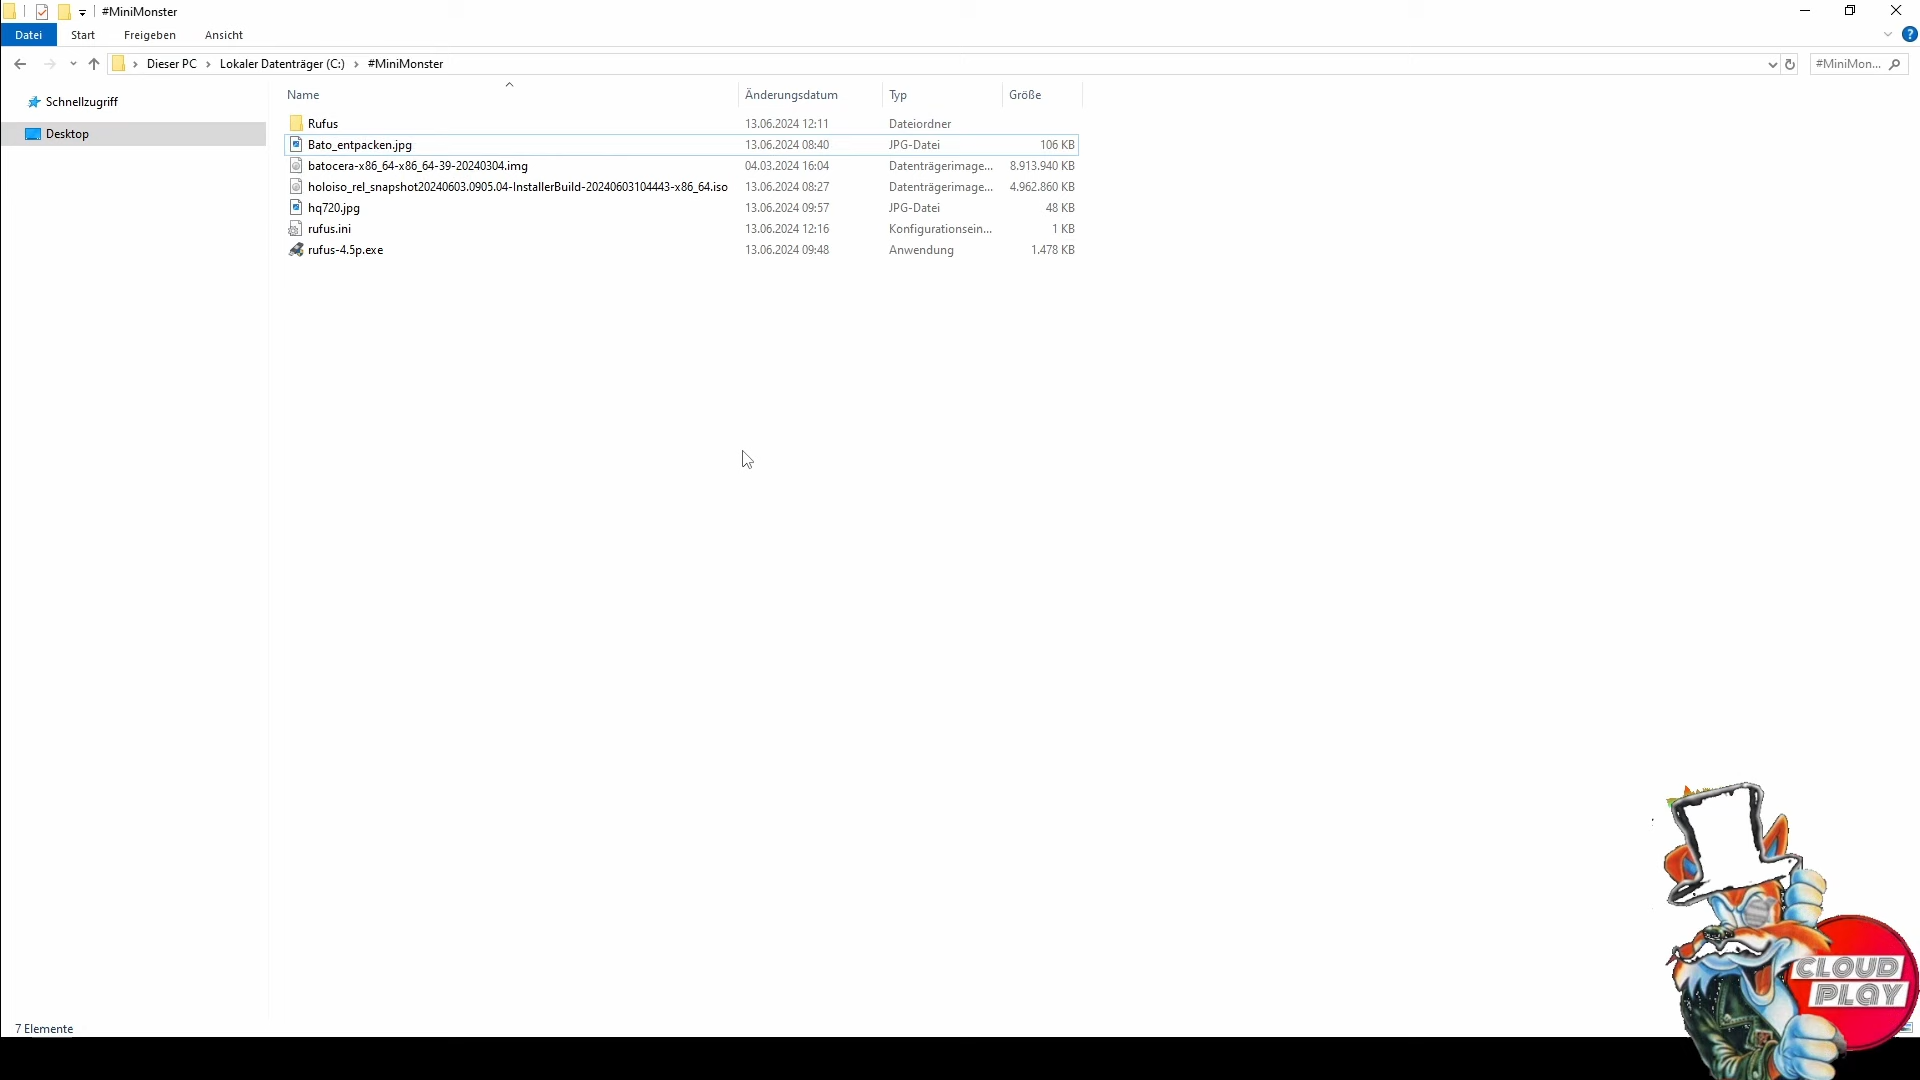 #MiniMonster
Datei Start Freigeben Ansicht
Dieser PC Lokaler Datenträger (C:) #MiniMonster #MiniMon...
Schnellzugriff
Desktop
Name Änderungsdatum Typ Größe
Rufus 13.06.2024 12:11 Dateiordner
Bato_entpacken.jpg 13.06.2024 08:40 JPG-Datei 106 KB
batocera-x86_64-x86_64-39-20240304.img 04.03.2024 16:04 Datenträgerimage... 8.913.940 KB
holoiso_rel_snapshot20240603.0905.04-InstallerBuild-20240603104443-x86_64.iso 13.06.2024 08:27 Datenträgerimage... 4.962.860 KB
hq720.jpg 13.06.2024 09:57 JPG-Datei 48 KB
rufus.ini 13.06.2024 12:16 Konfigurationsein... 1 KB
rufus-4.5p.exe 13.06.2024 09:48 Anwendung 1.478 KB
CLOUD
PLAY
7 Elemente